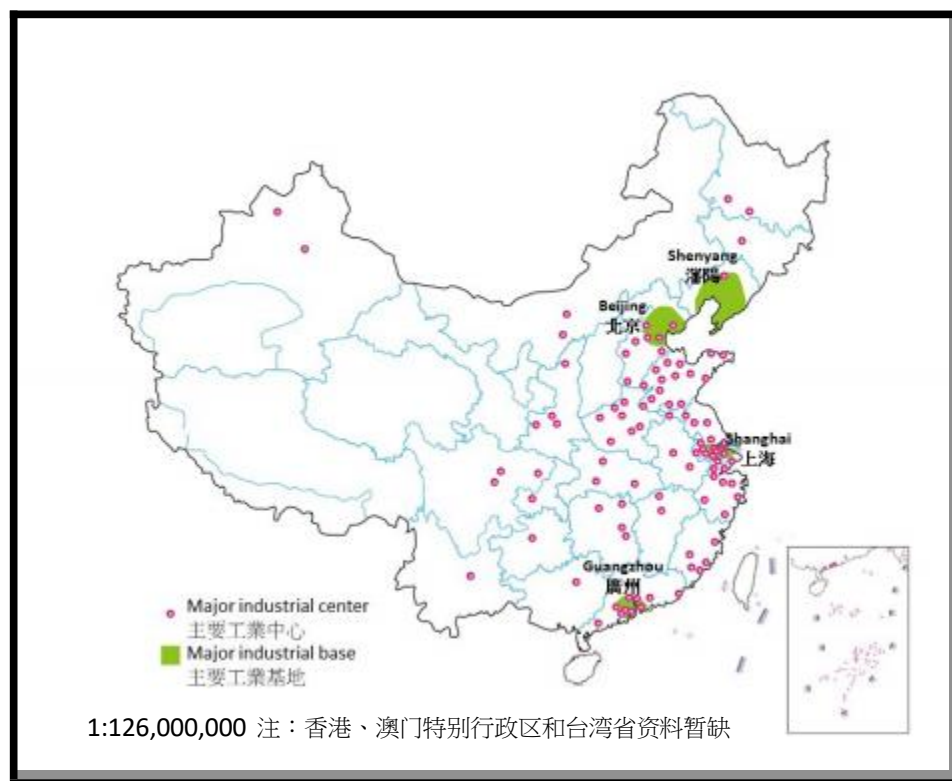 Shenyang
瀋陽
Beijing
北京
Shanghai
上海
Guangzhou
廣州
Major industrial center
主要工業中心
Major industrial base
主要工業基地
1:126,000,000 注：香港、澳门特别行政区和台湾省资料暂缺